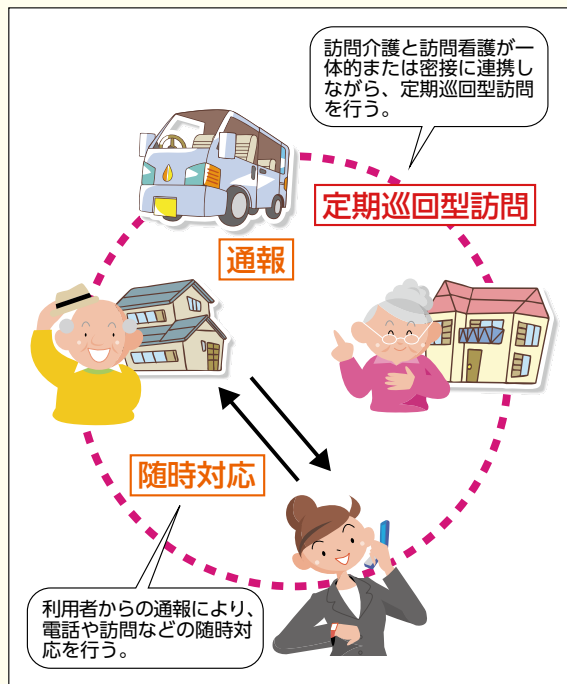 訪問介護と訪問看護が一
体的または密接に連携し
ながら、定期巡回型訪問
を行う。
定期巡回型訪問
通報
随時対応
利用者からの通報により、
電話や訪問などの随時対
応を行う。